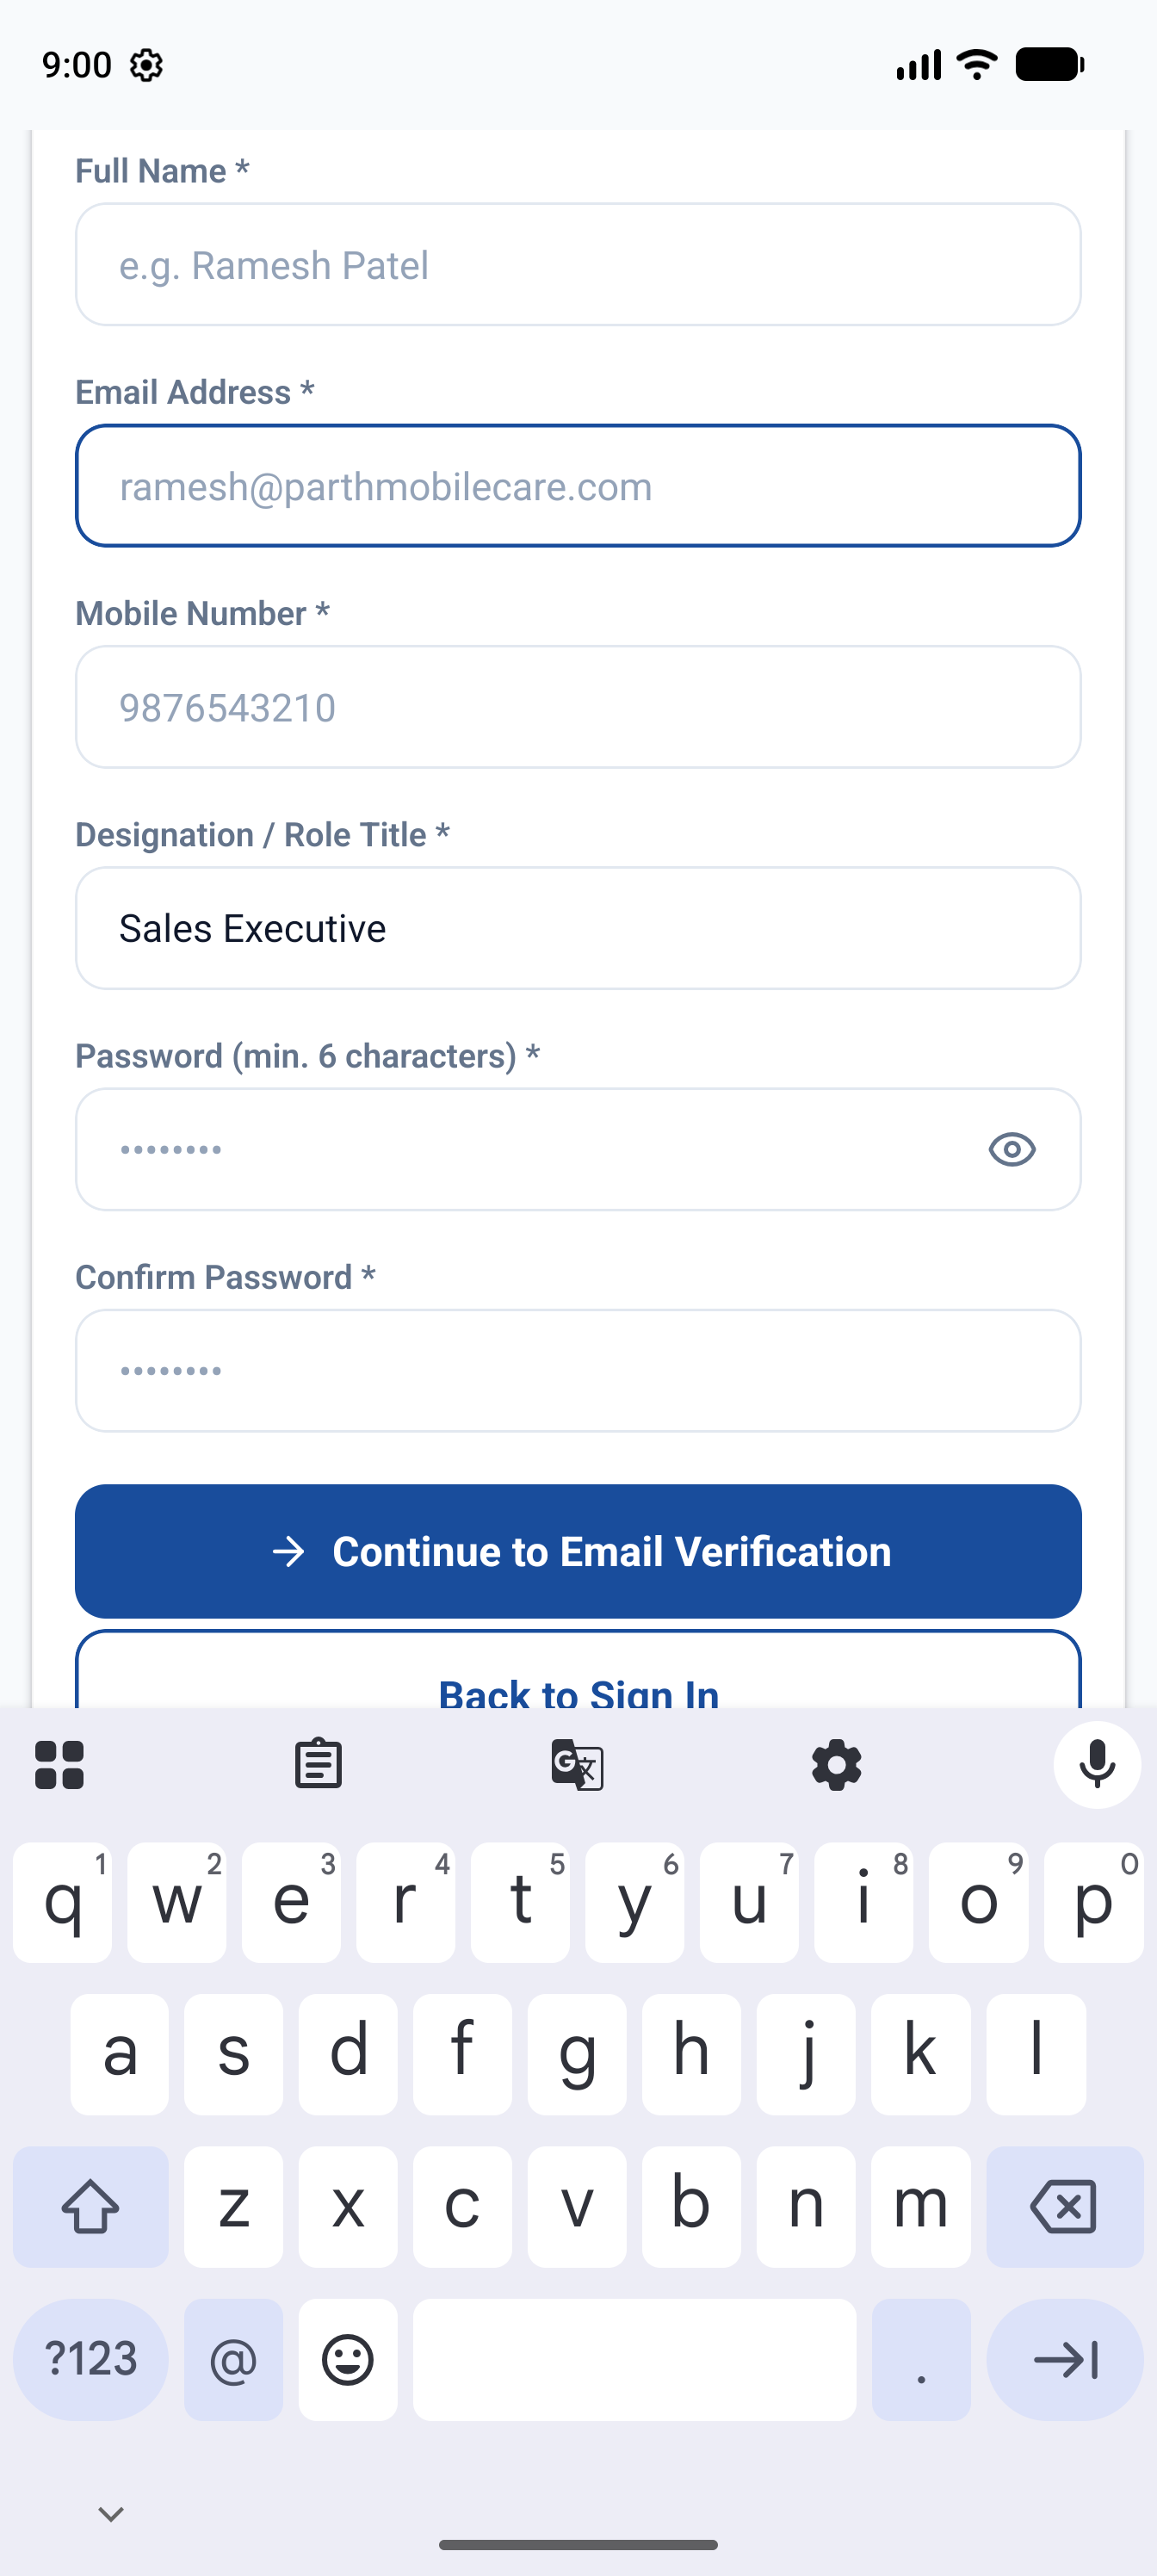 9:00
Full Name *
e.g. Ramesh Patel
Email Address *
ramesh@parthmobilecare.com
Mobile Number *
9876543210
Designation / Role Title *
Sales Executive
Password (min. 6 characters) *
••••••••
Confirm Password *
••••••••
→ Continue to Email Verification
Back to Sign In
q 1 w 2 e 3 r 4 t 5 y 6 u 7 i 8 o 9 p 0
a s d f g h j k l
z x c v b n m
?123 @ .